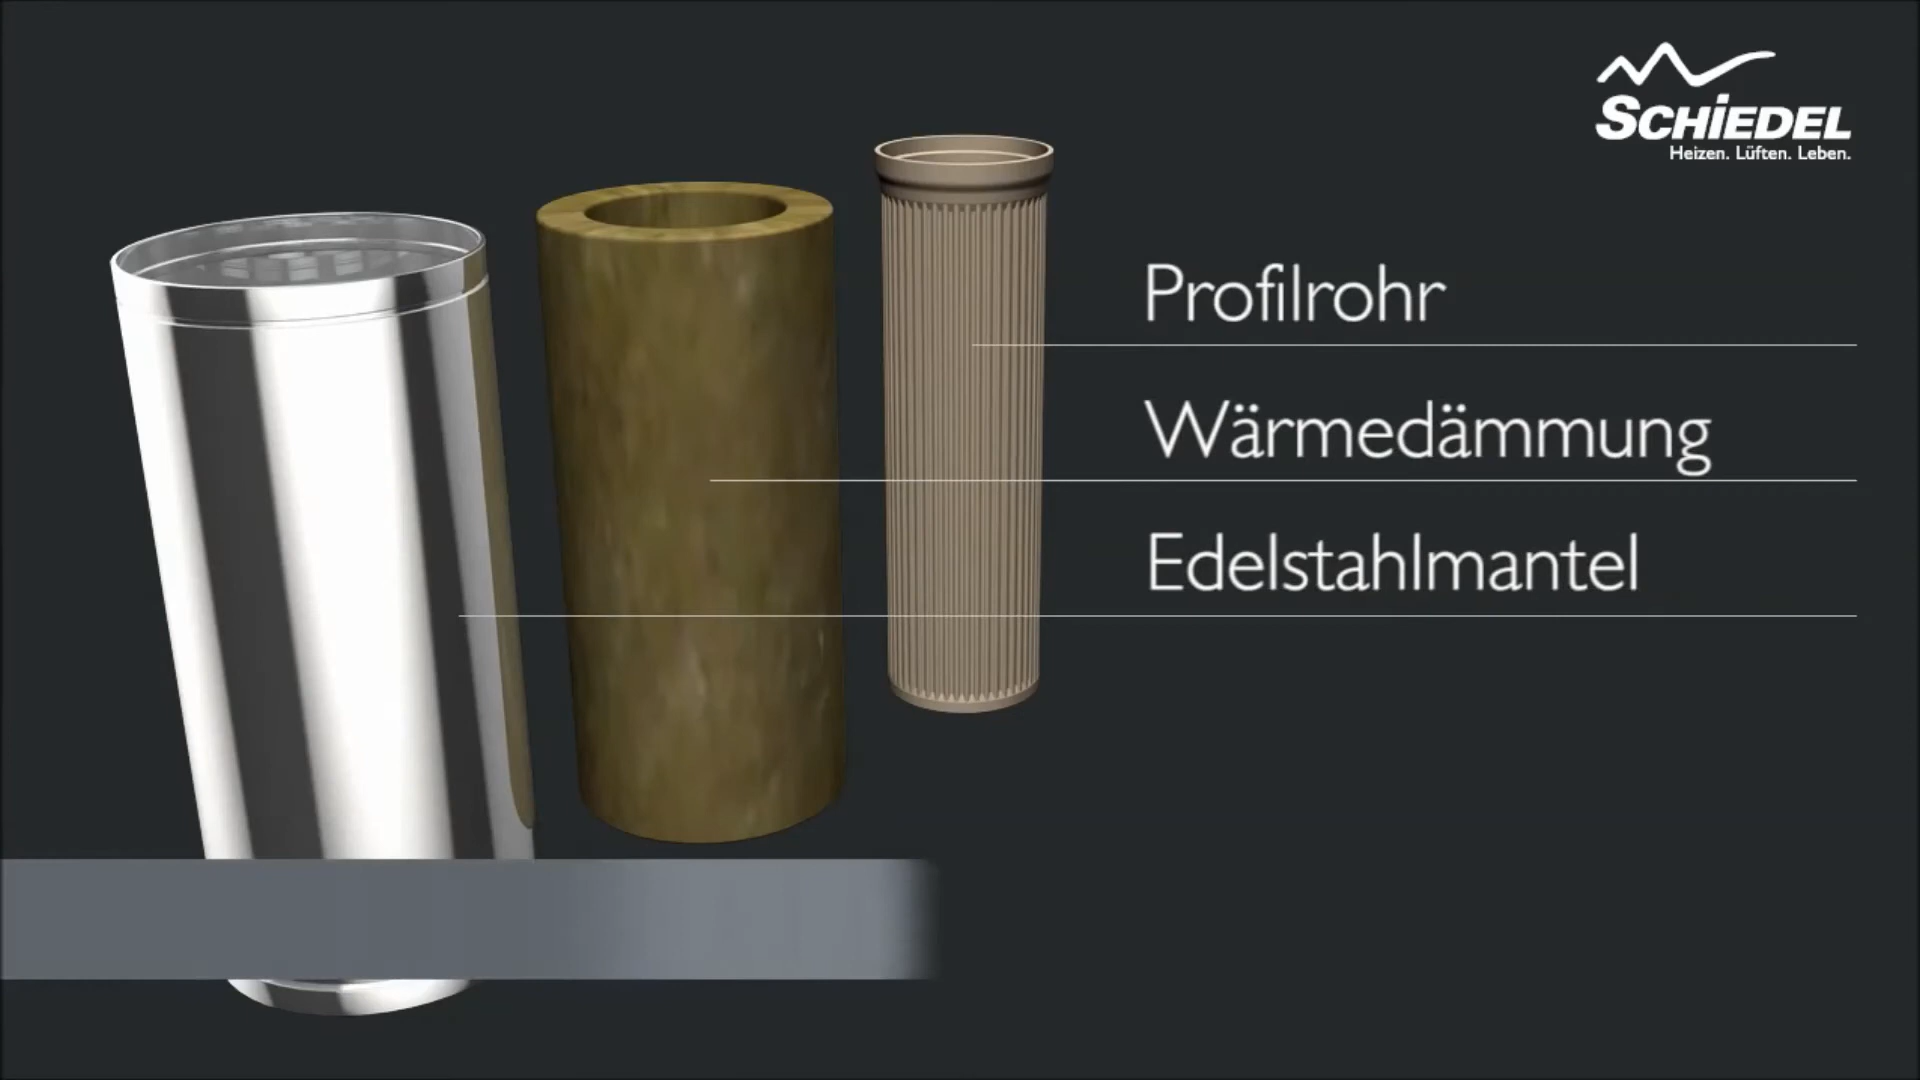 SCHIEDEL
Heizen. Lüften. Leben.
Profilrohr
Wärmedämmung
Edelstahlmantel